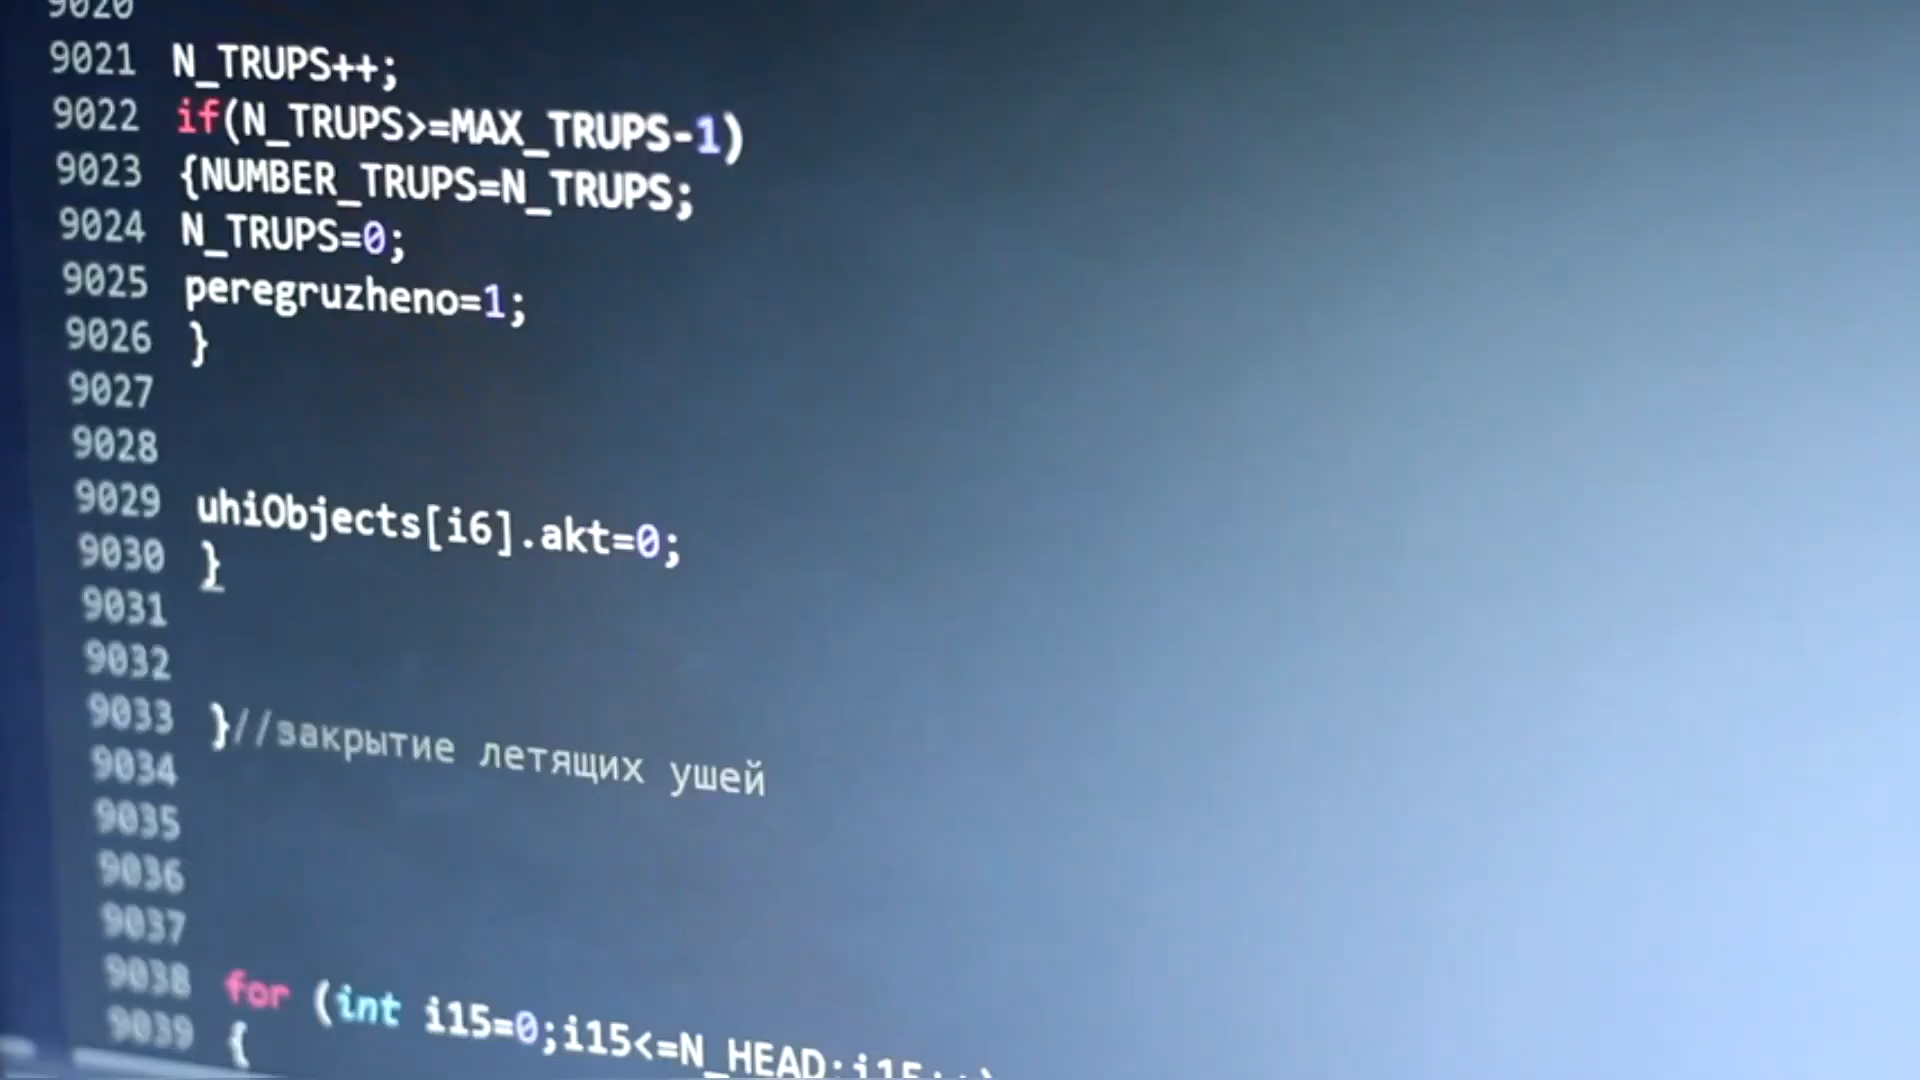 9020
9021 N_TRUPS++;
9022 if(N_TRUPS>=MAX_TRUPS-1)
9023 {NUMBER_TRUPS=N_TRUPS;
9024 N_TRUPS=0;
9025 peregruzheno=1;
9026 }
9027
9028
9029 uhiObjects[i6].akt=0;
9030 }
9031
9032
9033 }//закрытие летящих ушей
9034
9035
9036
9037
9038 for (int i15=0;i15<=N_HEAD;i15++)
9039 {